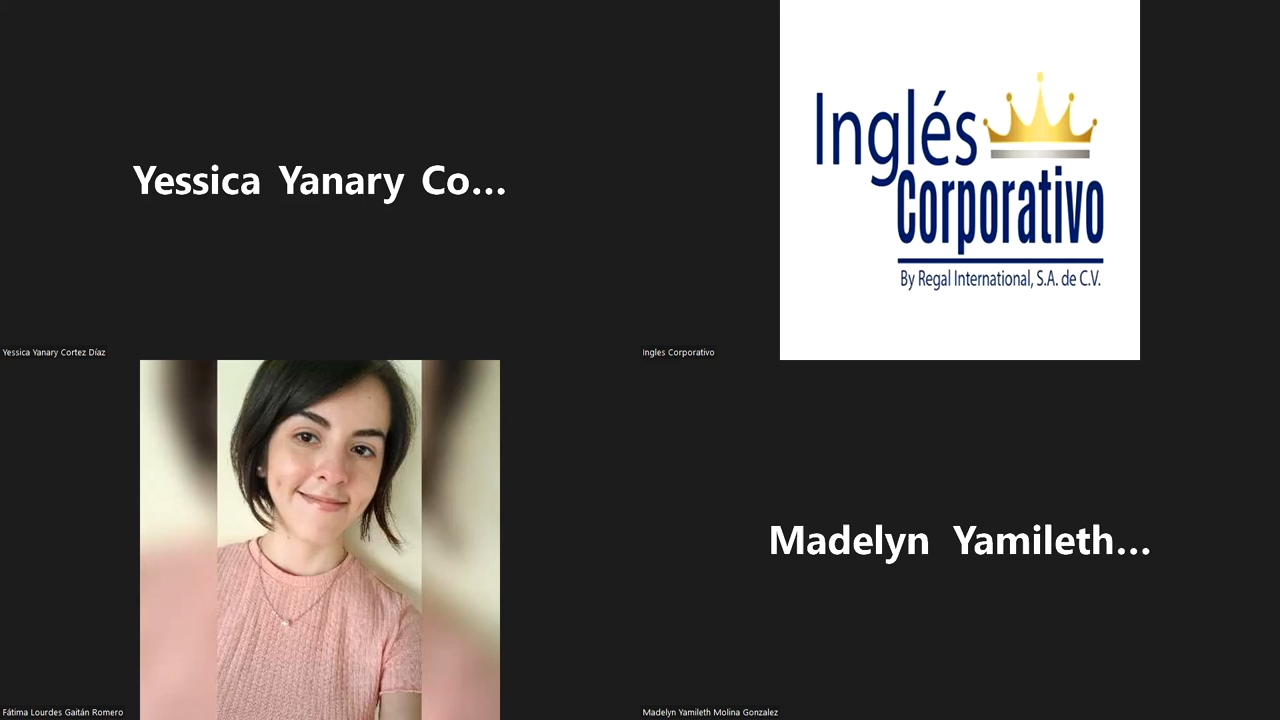 Yessica Yanary Co...
Yessica Yanary Cortez Díaz
Inglés
Corporativo
By Regal International, S.A. de C.V.
Ingles Corporativo
Fátima Lourdes Gaitán Romero
Madelyn Yamileth...
Madelyn Yamileth Molina Gonzalez